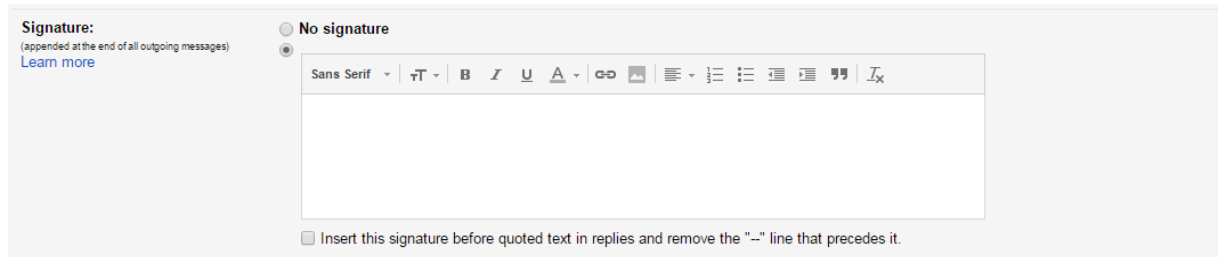 Signature:
(appended at the end of all outgoing messages)
Learn more
No signature
Sans Serif
Insert this signature before quoted text in replies and remove the "--" line that precedes it.